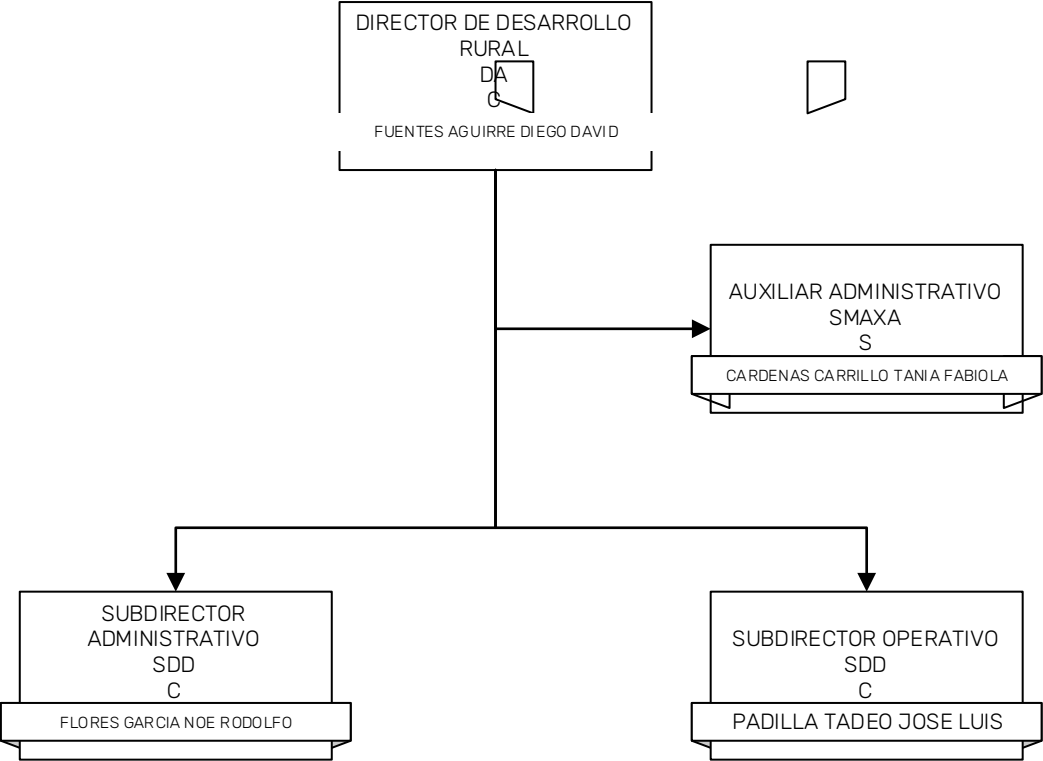 DIRECTOR DE DESARROLLO
RURAL
DA
C
FUENTES AGUIRRE DIEGO DAVID
AUXILIAR ADMINISTRATIVO
SMAXA
S
CARDENAS CARRILLO TANIA FABIOLA
SUBDIRECTOR
ADMINISTRATIVO
SDD
C
FLORES GARCIA NOE RODOLFO
SUBDIRECTOR OPERATIVO
SDD
C
PADILLA TADEO JOSE LUIS